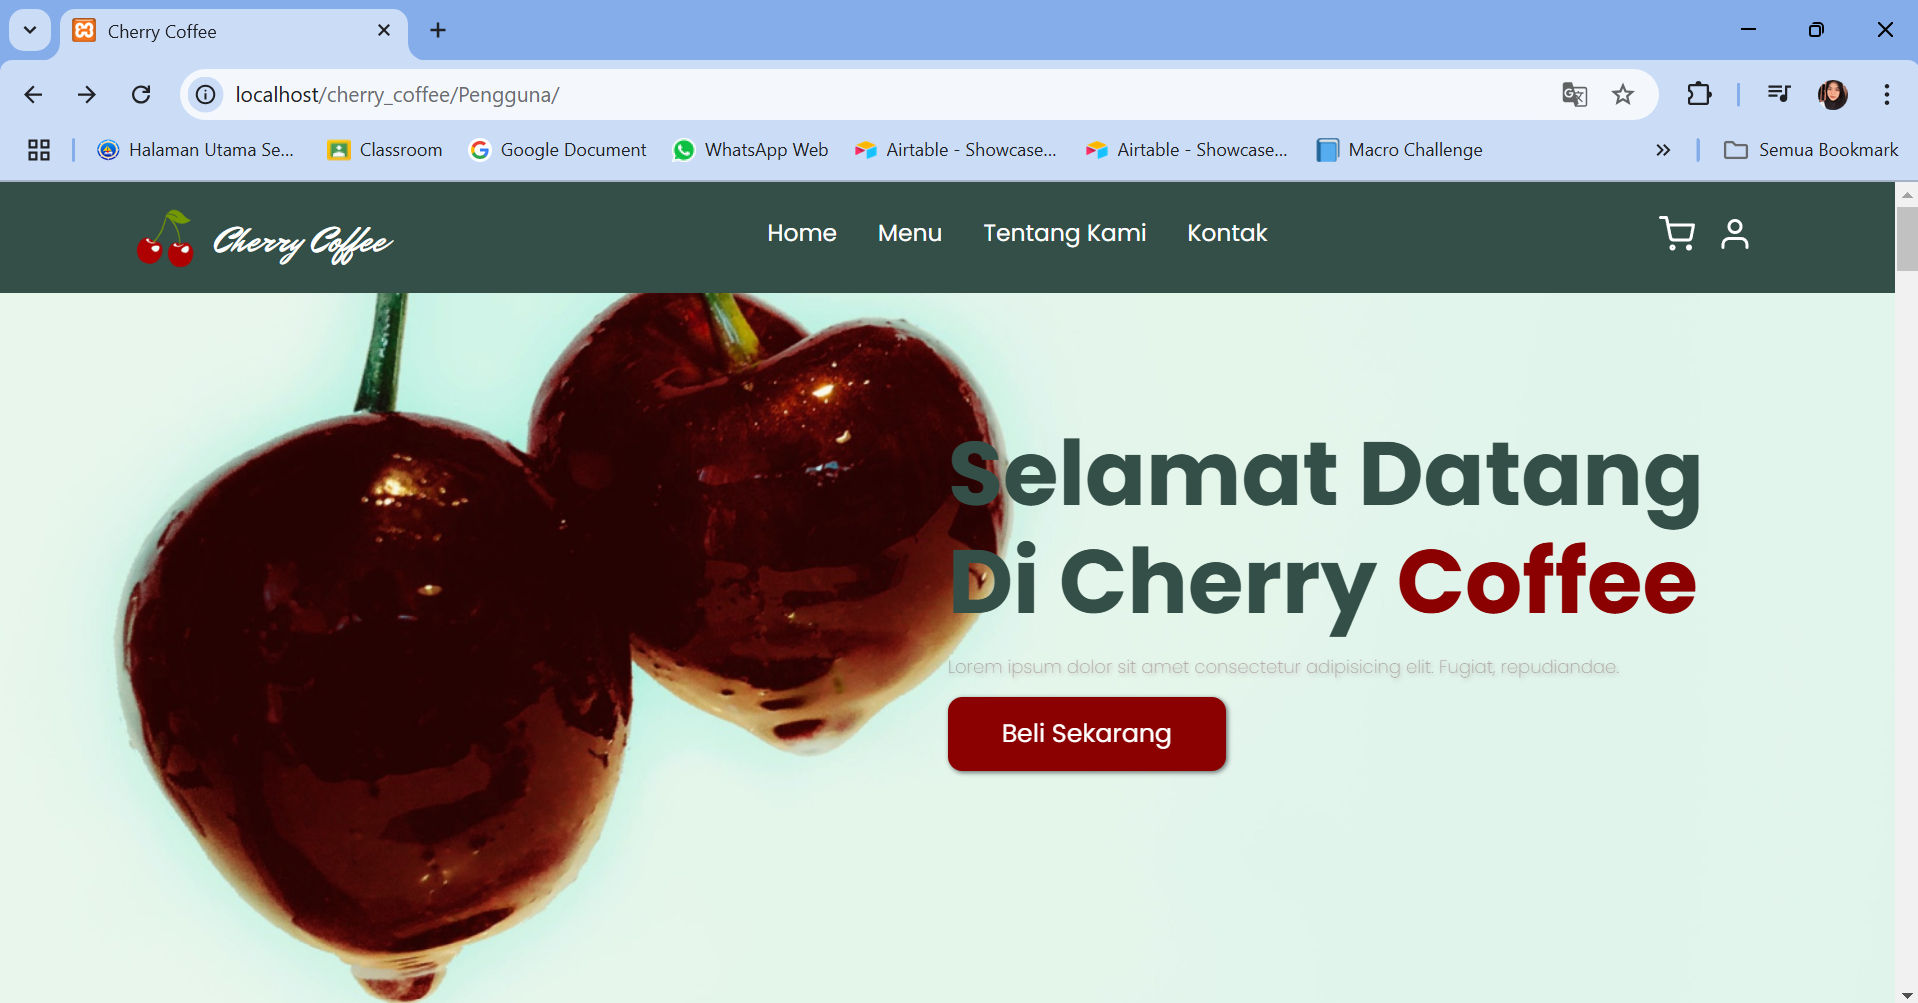 Cherry Coffee
localhost/cherry_coffee/Pengguna/
Halaman Utama Se... Classroom Google Document WhatsApp Web Airtable - Showcase... Airtable - Showcase... Macro Challenge Semua Bookmark
Cherry Coffee Home Menu Tentang Kami Kontak
Selamat Datang
Di Cherry Coffee
Lorem ipsum dolor sit amet consectetur adipisicing elit. Fugiat, repudiandae.
Beli Sekarang